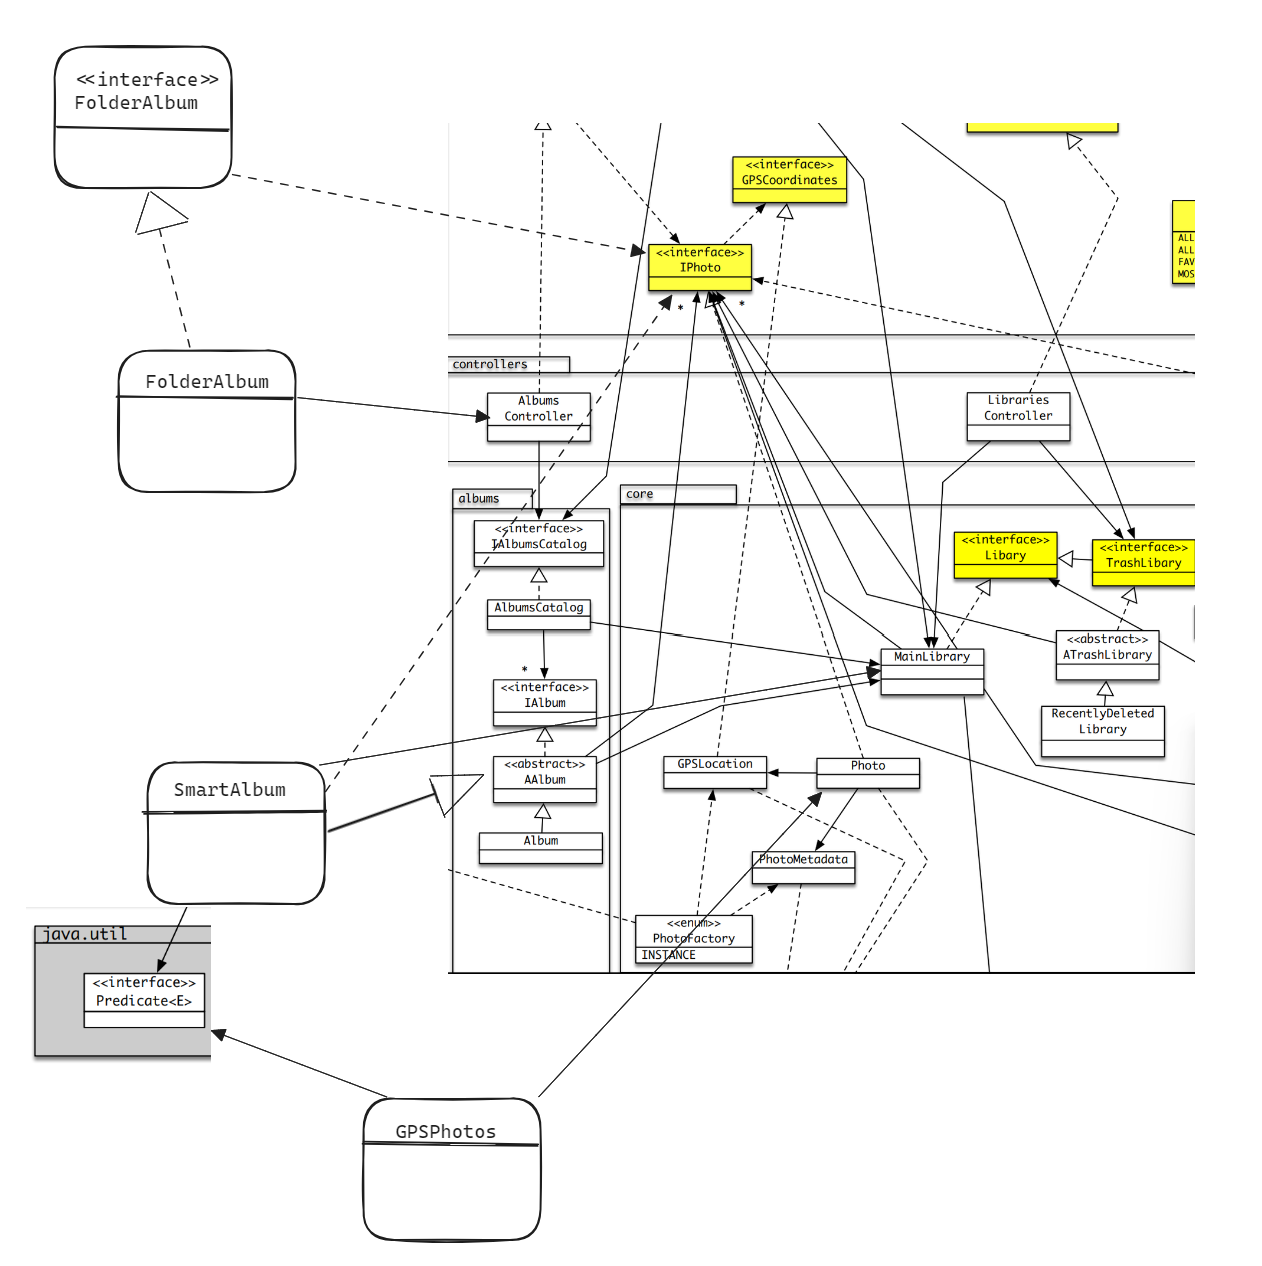 <<interface>>
FolderAlbum
<<interface>>
GPSCoordinates
<<interface>>
IPhoto
*
*
ALL
ALL
FAV
MOS
FolderAlbum
controllers
Albums
Controller
Libraries
Controller
albums
core
<<interface>>
IAlbumsCatalog
<<interface>>
Libary
<<interface>>
TrashLibary
AlbumsCatalog
<<abstract>>
ATrashLibrary
MainLibrary
*
<<interface>>
IAlbum
RecentlyDeleted
Library
SmartAlbum
<<abstract>>
AAlbum
GPSLocation
Photo
Album
PhotoMetadata
<<enum>>
PhotoFactory
INSTANCE
java.util
<<interface>>
Predicate<E>
GPSPhotos